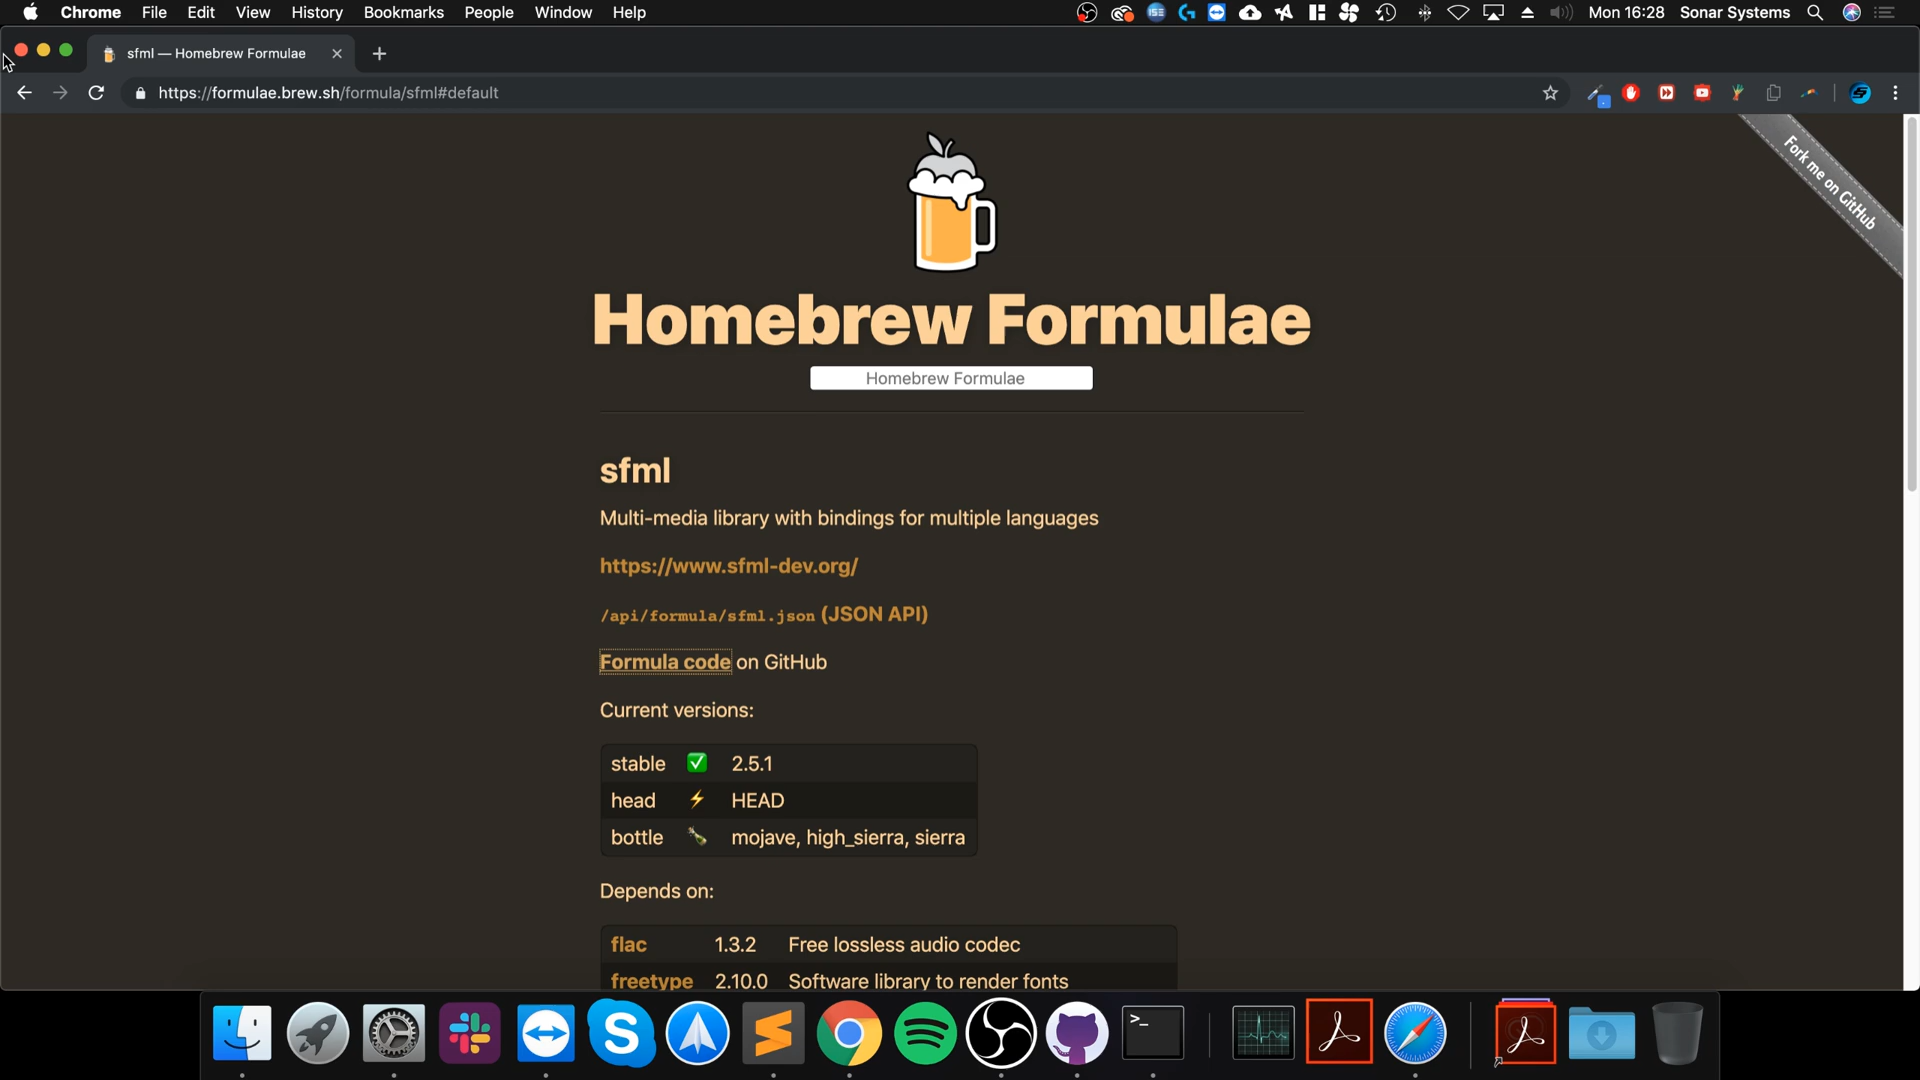 Chrome File Edit View History Bookmarks People Window Help
Mon 16:28 Sonar Systems
sfml — Homebrew Formulae
https://formulae.brew.sh/formula/sfml#default
Fork me on GitHub
Homebrew Formulae
Homebrew Formulae
sfml
Multi-media library with bindings for multiple languages
https://www.sfml-dev.org/
/api/formula/sfml.json (JSON API)
Formula code on GitHub
Current versions:
stable ✅ 2.5.1
head ⚡ HEAD
bottle 🍾 mojave, high_sierra, sierra
Depends on:
flac 1.3.2 Free lossless audio codec
freetype 2.10.0 Software library to render fonts